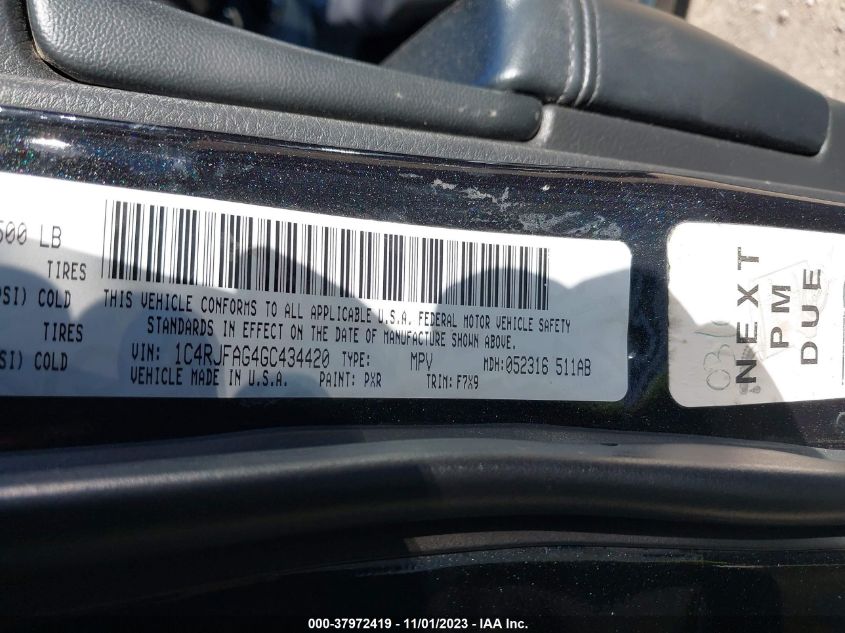 500 LB
TIRES
PSI) COLD
TIRES
SI) COLD
THIS VEHICLE CONFORMS TO ALL APPLICABLE U.S.A. FEDERAL MOTOR VEHICLE SAFETY
STANDARDS IN EFFECT ON THE DATE OF MANUFACTURE SHOWN ABOVE.
VIN: 1C4RJFAG4GC434420 TYPE: MPV MDH:052316 511AB
VEHICLE MADE IN U.S.A. PAINT: PXR TRIM:F7X9
NEXT
PM
DUE
000-37972419 - 11/01/2023 - IAAI Inc.